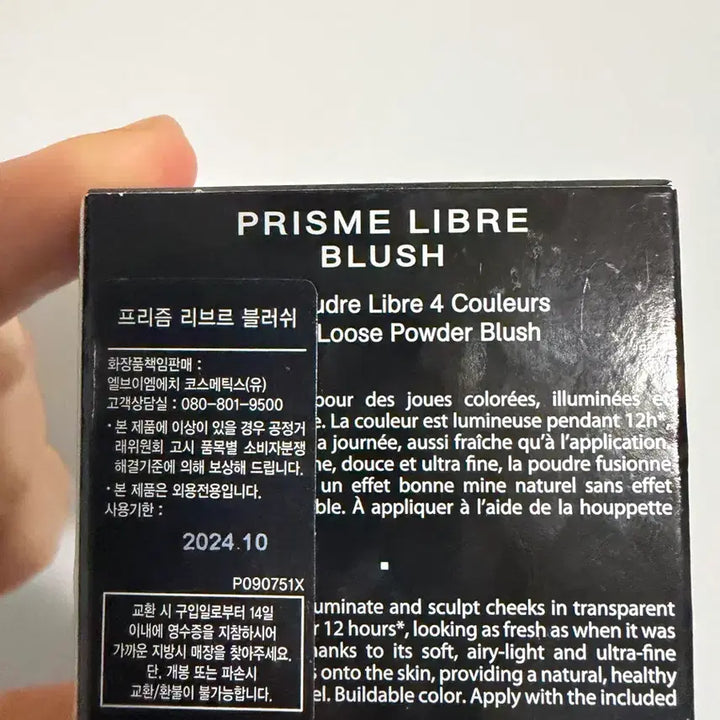 PRISME LIBRE
BLUSH
udre Libre 4 Couleurs
Loose Powder Blush
pour des joues colorées, illuminées et
. La couleur est lumineuse pendant 12h*,
a journée, aussi fraîche qu'à l'application.
ne, douce et ultra fine, la poudre fusionne
un effet bonne mine naturel sans effet
ble. À appliquer à l'aide de la houppette
uminate and sculpt cheeks in transparent
r 12 hours*, looking as fresh as when it was
hanks to its soft, airy-light and ultra-fine
onto the skin, providing a natural, healthy
el. Buildable color. Apply with the included
프리즘 리브르 블러쉬
화장품책임판매 :
엘브이엠에치 코스메틱스(유)
고객상담실 : 080-801-9500
· 본 제품에 이상이 있을 경우 공정거
래위원회 고시 품목별 소비자분쟁
해결기준에 의해 보상해 드립니다.
· 본 제품은 외용전용입니다.
사용기한 :
2024.10
P090751X
교환 시 구입일로부터 14일
이내에 영수증을 지참하시어
가까운 지방시 매장을 찾아주세요.
단, 개봉 또는 파손시
교환/환불이 불가능합니다.